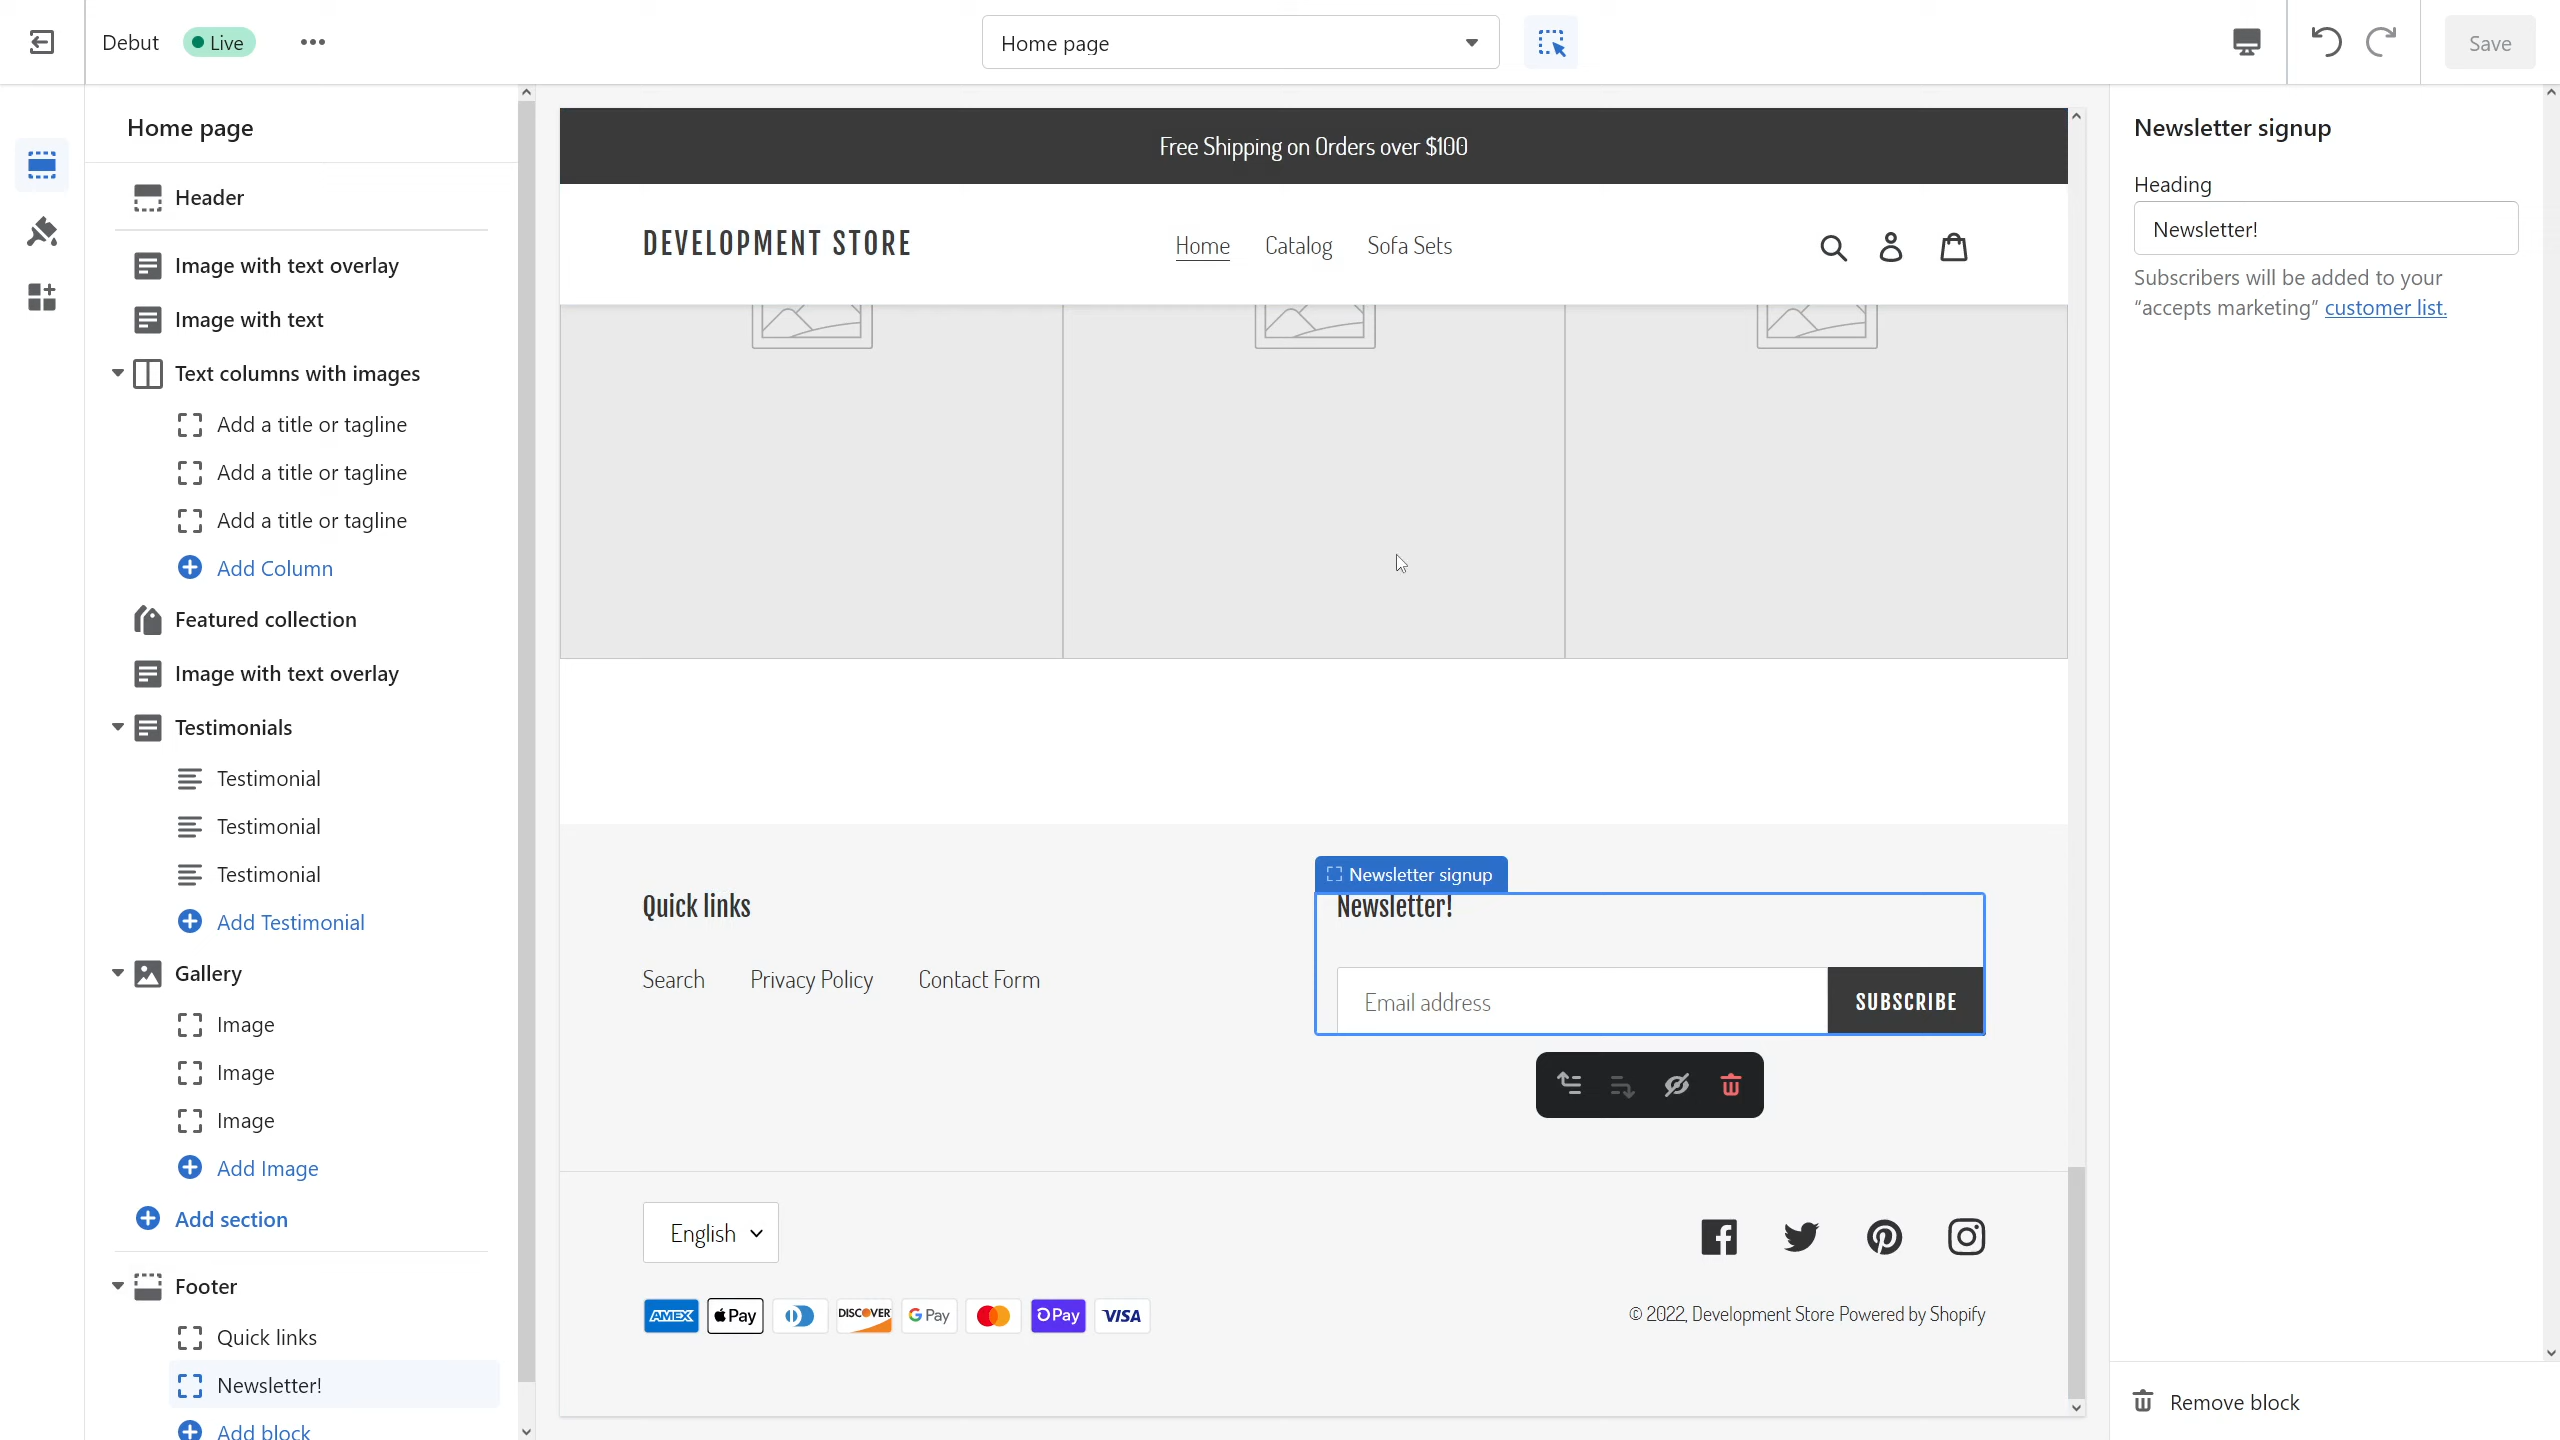 Debut
Live
Home page
Save
Home page
Header
Image with text overlay
Image with text
Text columns with images
Add a title or tagline
Add a title or tagline
Add a title or tagline
Add Column
Featured collection
Image with text overlay
Testimonials
Testimonial
Testimonial
Testimonial
Add Testimonial
Gallery
Image
Image
Image
Add Image
Add section
Footer
Quick links
Newsletter!
Add block
Free Shipping on Orders over $100
DEVELOPMENT STORE
Home
Catalog
Sofa Sets
Quick links
Search
Privacy Policy
Contact Form
Newsletter signup
Newsletter!
Email address
SUBSCRIBE
English
AMEX
Pay
DISCOVER
G Pay
Pay
VISA
© 2022, Development Store Powered by Shopify
Newsletter signup
Heading
Newsletter!
Subscribers will be added to your
“accepts marketing” customer list.
Remove block